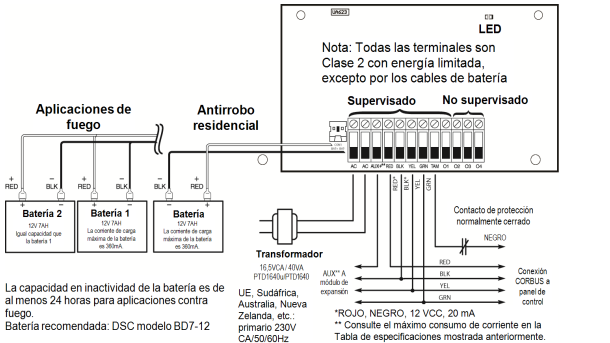 UA623
LED
Nota: Todas las terminales son
Clase 2 con energía limitada,
excepto por los cables de batería
Aplicaciones de
fuego
Antirrobo
residencial
Supervisado
No supervisado
AC AC AUX** RED BLK YEL GRN TAM O1 O2 O3 O4
RED* BLK* YEL GRN
+ – + – – +
RED BLK RED BLK BLK RED
Batería 2
12V 7AH
Igual capacidad que
la batería 1
Batería 1
12V 7AH
La corriente de carga
máxima de la batería
es 360mA.
Batería
12V 7AH
La corriente de carga
máxima de la batería
es 360mA.
Contacto de protección
normalmente cerrado
NEGRO
Transformador
16,5VCA / 40VA
PTD1640u/PTD1640
UE, Sudáfrica,
Australia, Nueva
Zelanda, etc.:
primario 230V
CA/50/60Hz
AUX** A
módulo de
expansión
RED
BLK
YEL
GRN
Conexión
CORBUS a
panel de
control
La capacidad en inactividad de la batería es de
al menos 24 horas para aplicaciones contra
fuego.
Batería recomendada: DSC modelo BD7-12
*ROJO, NEGRO, 12 VCC, 20 mA
** Consulte el máximo consumo de corriente en la
Tabla de especificaciones mostrada anteriormente.